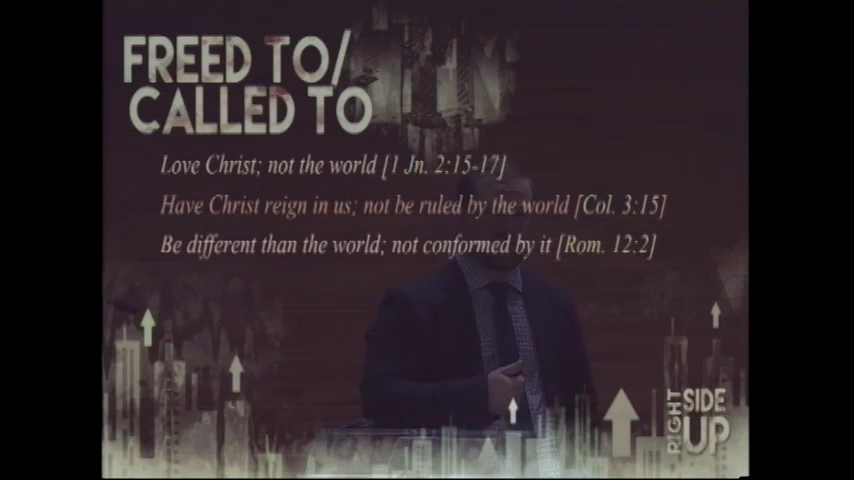 FREED TO/
CALLED TO
Love Christ; not the world [1 Jn. 2:15-17]
Have Christ reign in us; not be ruled by the world [Col. 3:15]
Be different than the world; not conformed by it [Rom. 12:2]
RIGHT
SIDE
UP